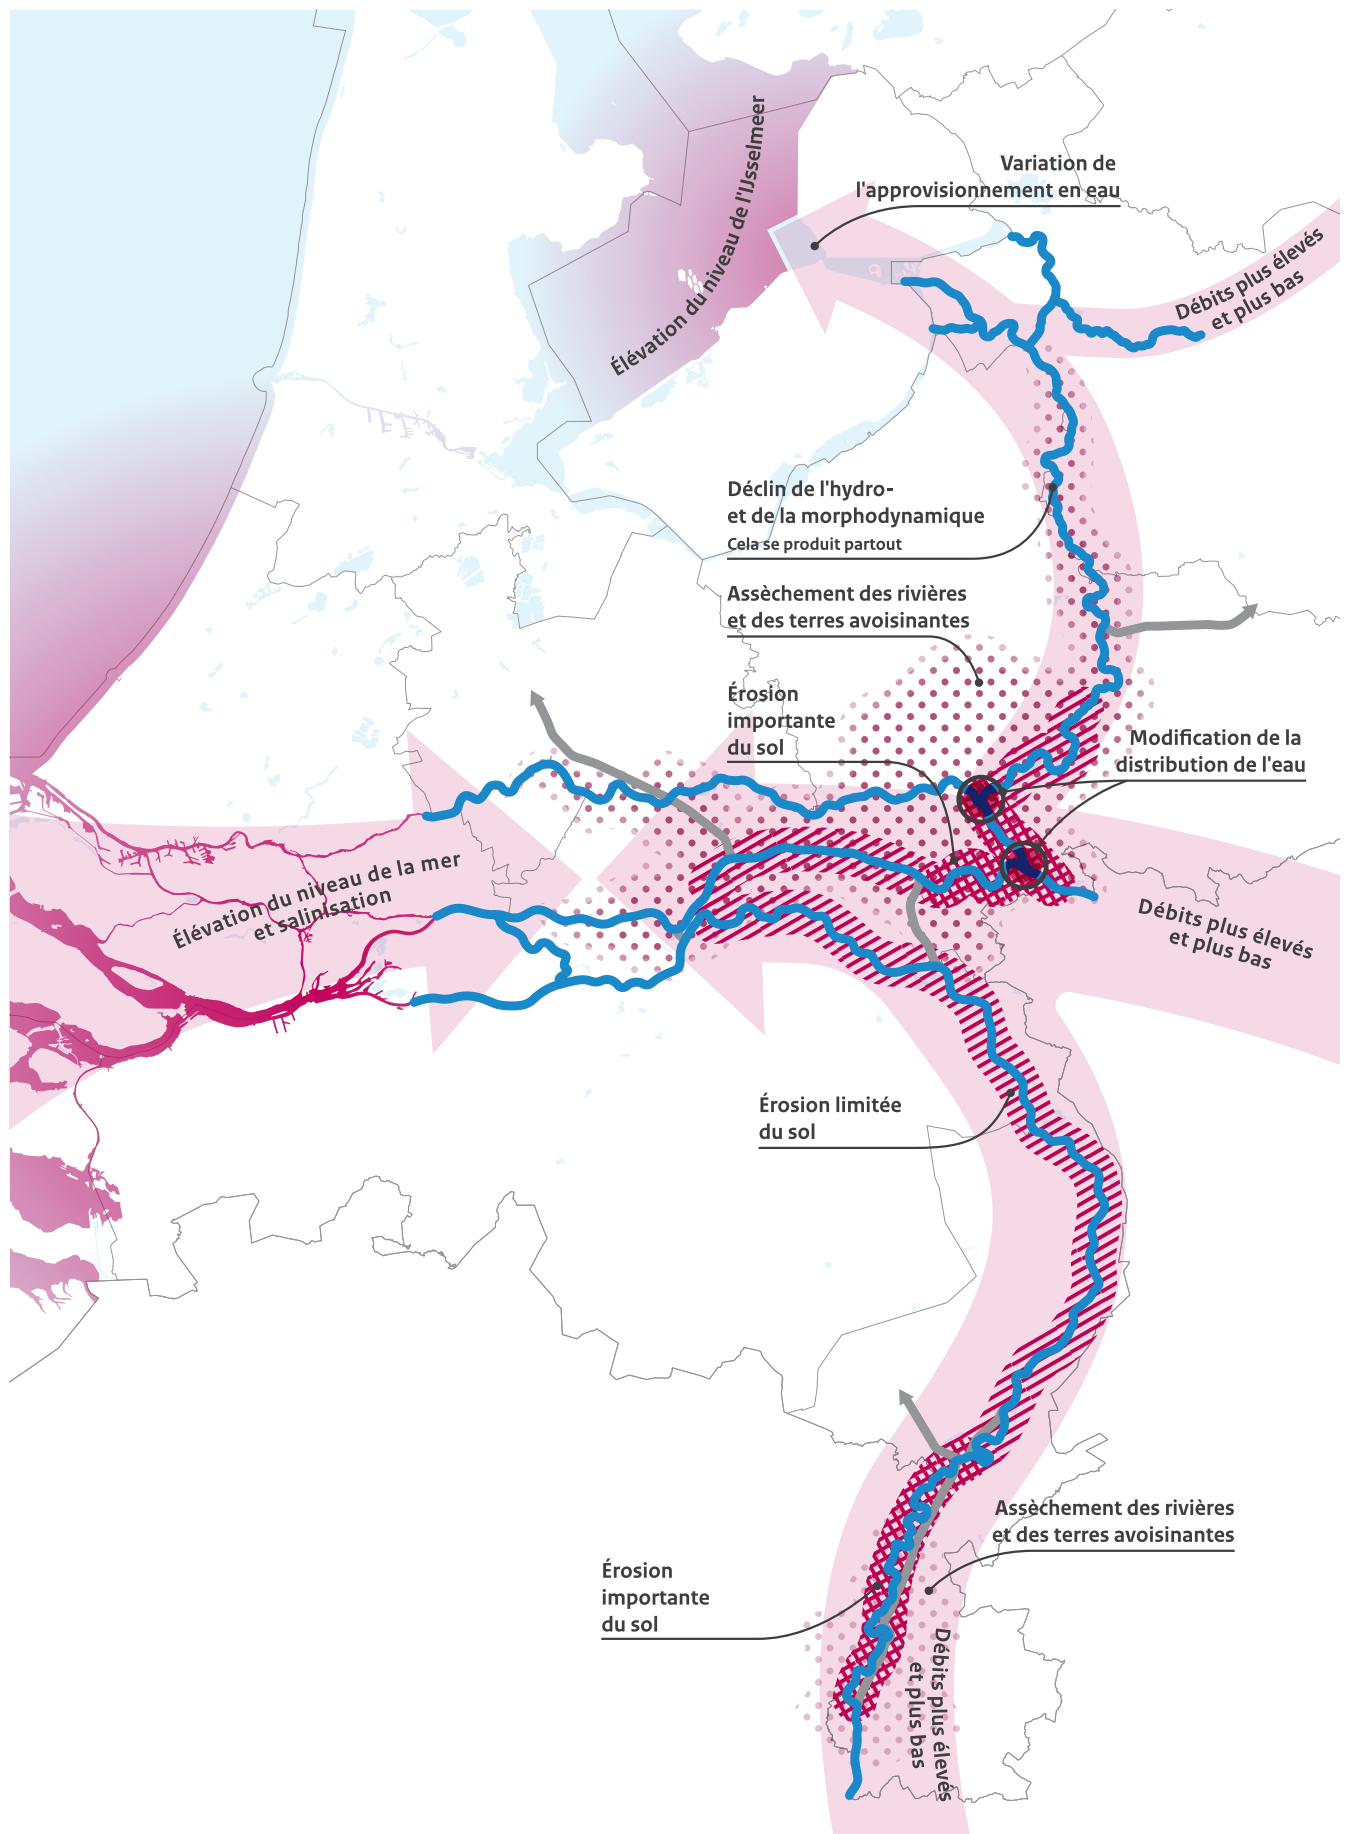 Élévation du niveau de l'IJsselmeer
Variation de
l'approvisionnement en eau
Débits plus élevés
et plus bas
Déclin de l'hydro-
et de la morphodynamique
Cela se produit partout
Assèchement des rivières
et des terres avoisinantes
Érosion
importante
du sol
Modification de la
distribution de l'eau
Élévation du niveau de la mer
et salinisation
Débits plus élevés
et plus bas
Érosion limitée
du sol
Assèchement des rivières
et des terres avoisinantes
Érosion
importante
du sol
Débits plus élevés
et plus bas